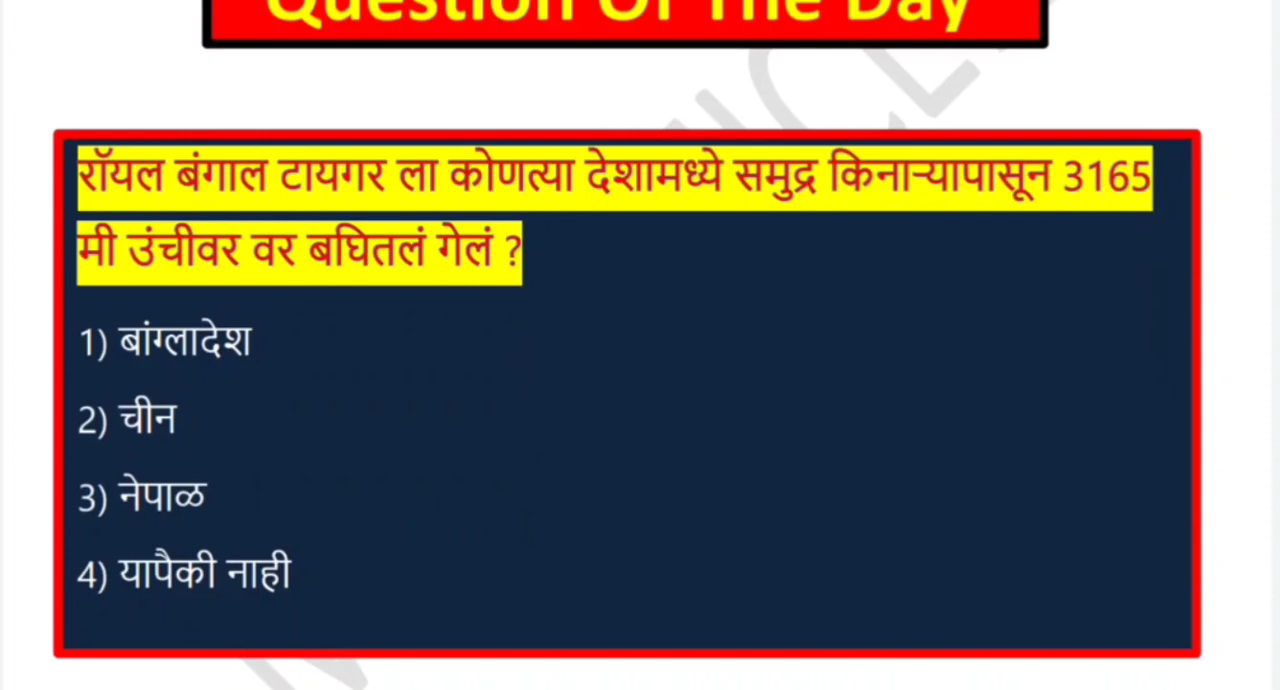 Question Of The Day
रॉयल बंगाल टायगर ला कोणत्या देशामध्ये समुद्र किनाऱ्यापासून 3165
मी उंचीवर वर बघितलं गेलं ?
1) बांग्लादेश
2) चीन
3) नेपाळ
4) यापैकी नाही